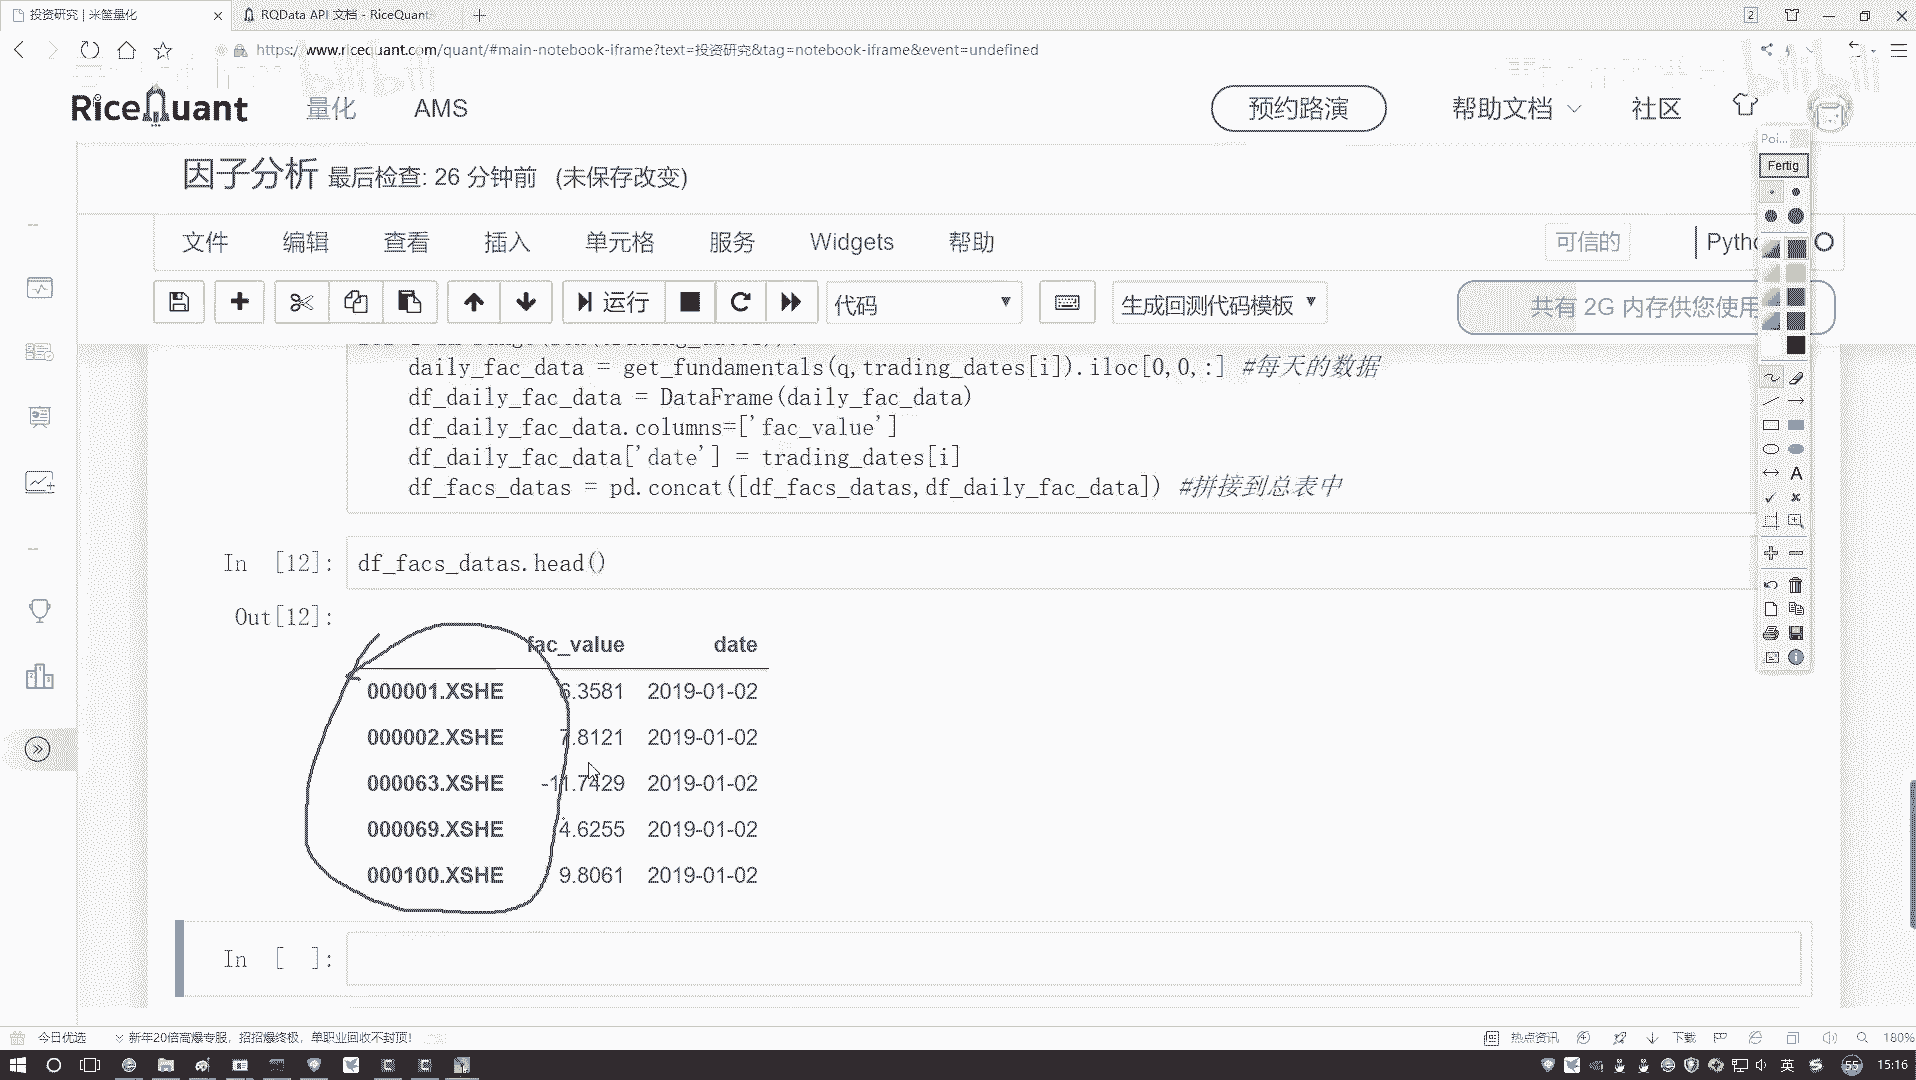 投资研究 | 米筐量化
RQData API 文档 - RiceQuant
2
https://www.ricequant.com/quant/#main-notebook-iframe?text=投资研究&tag=notebook-iframe&event=undefined
bilibili
RiceQuant 量化 AMS 预约路演 帮助文档 社区
因子分析 最后检查: 26 分钟前 (未保存改变)
文件 编辑 查看 插入 单元格 服务 Widgets 帮助 可信的
运行 代码 生成回测代码模板 共有 2G 内存供您使用
Fertig
daily_fac_data = get_fundamentals(q,trading_dates[i]).iloc[0,0,:] #每天的数据
df_daily_fac_data = DataFrame(daily_fac_data)
df_daily_fac_data.columns=['fac_value']
df_daily_fac_data['date'] = trading_dates[i]
df_facs_datas = pd.concat([df_facs_datas,df_daily_fac_data]) #拼接到总表中
In [12]: df_facs_datas.head()
Out[12]:
fac_value date
000001.XSHE 6.3581 2019-01-02
000002.XSHE 7.8121 2019-01-02
000063.XSHE -11.7429 2019-01-02
000069.XSHE 4.6255 2019-01-02
000100.XSHE 9.8061 2019-01-02
In [ ]:
今日优选 新年20倍高爆专服，招招爆终极，单职业回收不封顶! 热点资讯 下载 180%
英 55 15:16